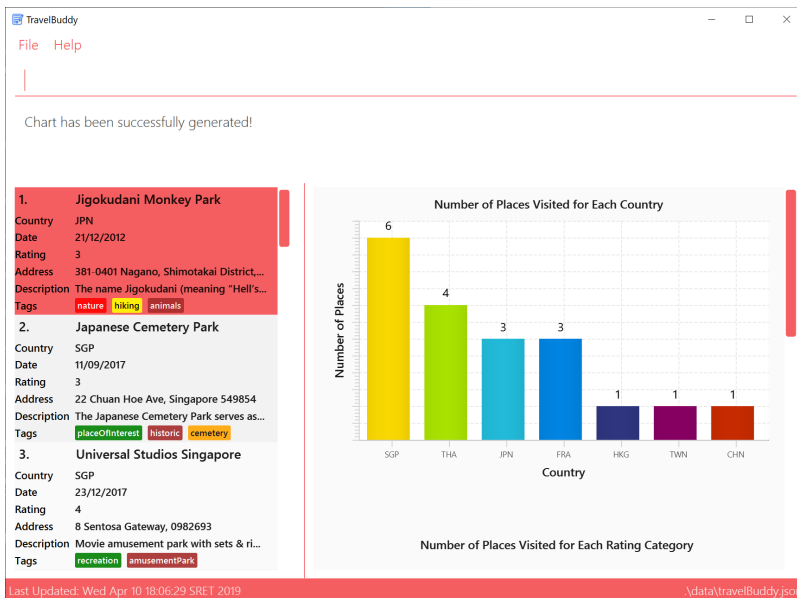 TravelBuddy
File Help
Chart has been successfully generated!
1. Jigokudani Monkey Park
Country JPN
Date 21/12/2012
Rating 3
Address 381-0401 Nagano, Shimotakai District,...
Description The name Jigokudani (meaning "Hell's...
Tags nature hiking animals
2. Japanese Cemetery Park
Country SGP
Date 11/09/2017
Rating 3
Address 22 Chuan Hoe Ave, Singapore 549854
Description The Japanese Cemetery Park serves as...
Tags placeOfInterest historic cemetery
3. Universal Studios Singapore
Country SGP
Date 23/12/2017
Rating 4
Address 8 Sentosa Gateway, 0982693
Description Movie amusement park with sets & ri...
Tags recreation amusementPark
Number of Places Visited for Each Country
Number of Places
6 4 3 3 1 1 1
SGP THA JPN FRA HKG TWN CHN
Country
Number of Places Visited for Each Rating Category
Last Updated: Wed Apr 10 18:06:29 SRET 2019
.\data\travelBuddy.json